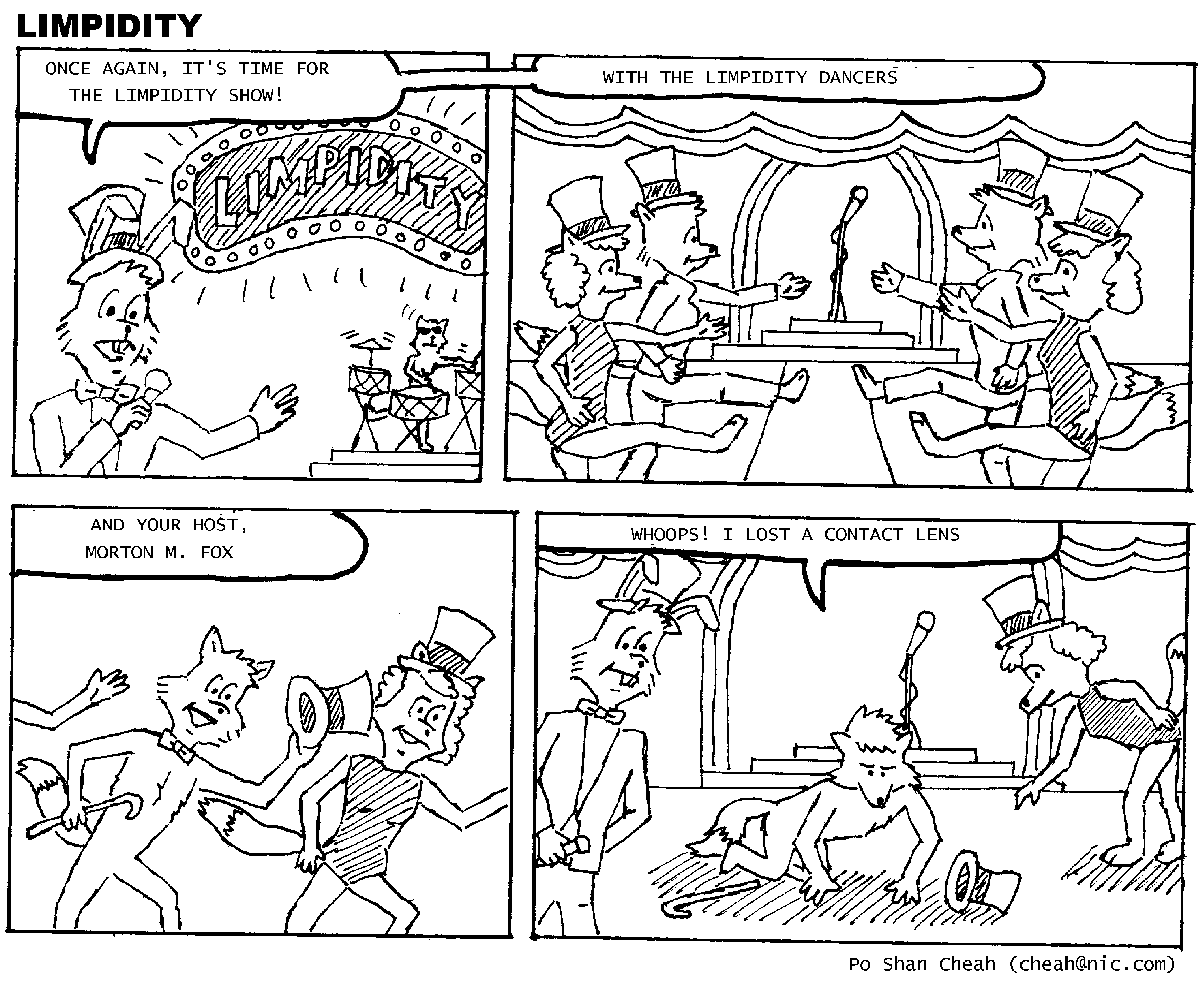 LIMPIDITY
ONCE AGAIN, IT'S TIME FOR
THE LIMPIDITY SHOW!
LIMPIDITY
WITH THE LIMPIDITY DANCERS
AND YOUR HOST,
MORTON M. FOX
WHOOPS! I LOST A CONTACT LENS
Po Shan Cheah (cheah@nic.com)